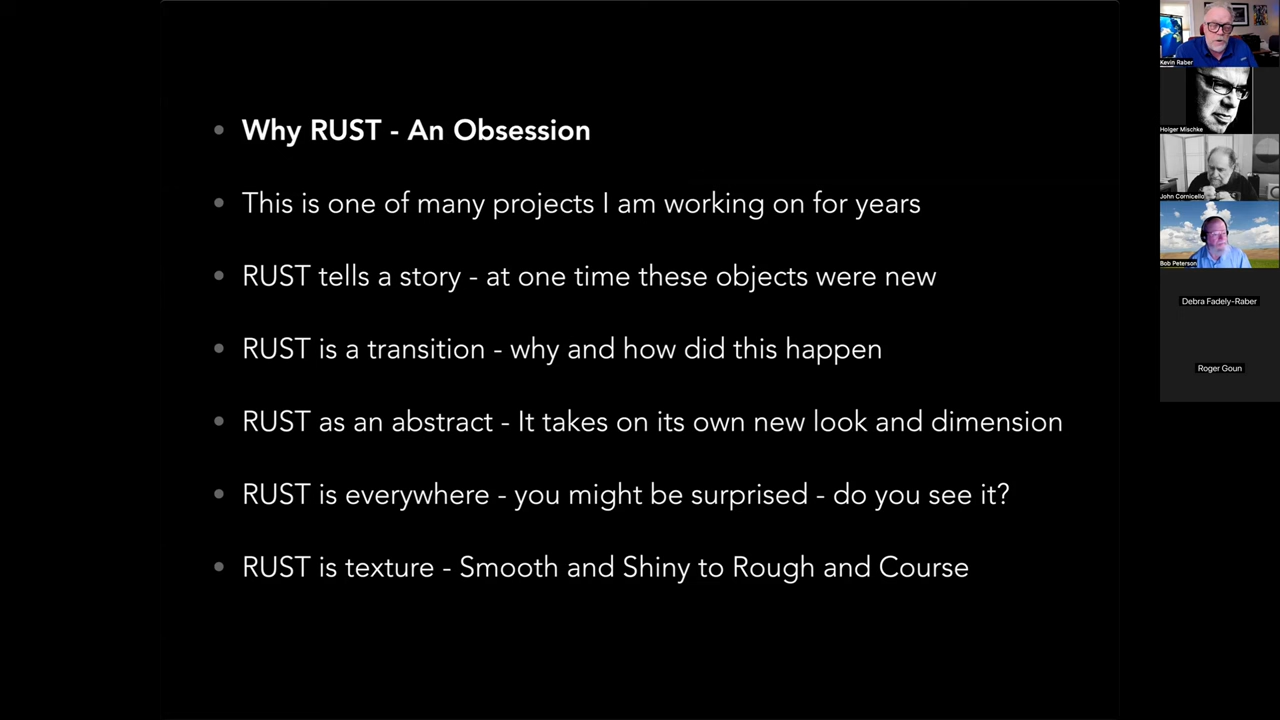 Why RUST - An Obsession
This is one of many projects I am working on for years
RUST tells a story - at one time these objects were new
RUST is a transition - why and how did this happen
RUST as an abstract - It takes on its own new look and dimension
RUST is everywhere - you might be surprised - do you see it?
RUST is texture - Smooth and Shiny to Rough and Course
Kevin Raber
Holger Mischke
John Cornicello
Bob Peterson
Debra Fadely-Raber
Roger Goun